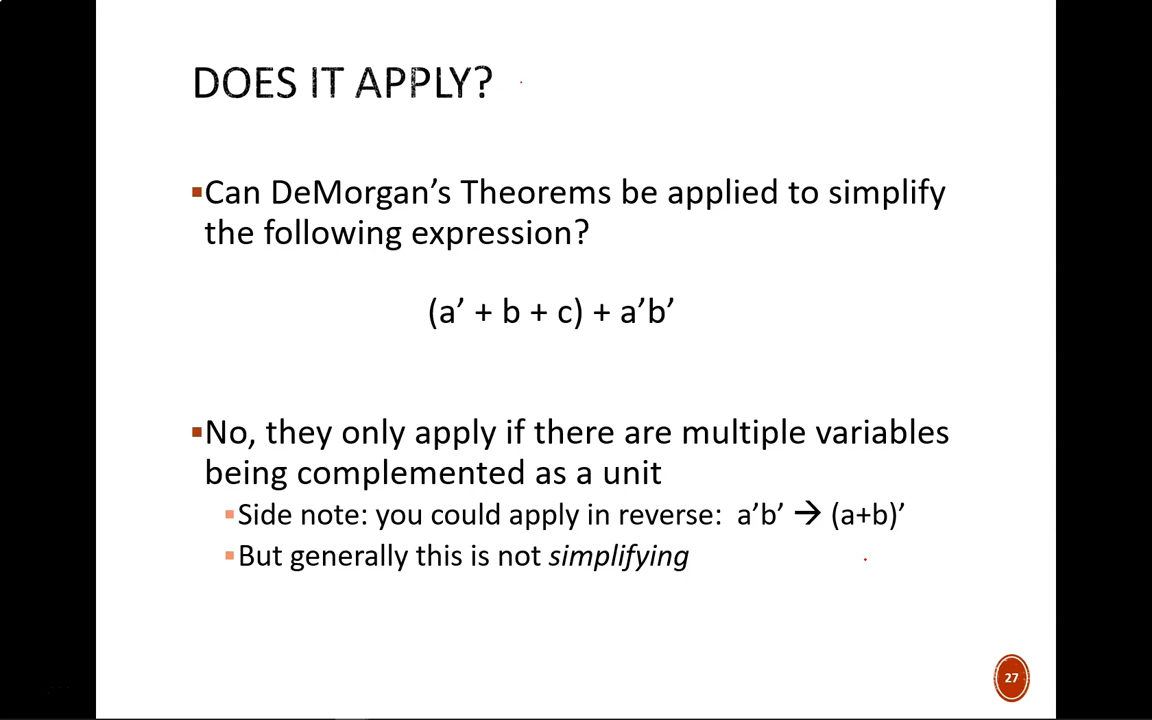 DOES IT APPLY?
▪Can DeMorgan’s Theorems be applied to simplify
the following expression?
(a’ + b + c) + a’b’
▪No, they only apply if there are multiple variables
being complemented as a unit
▪Side note: you could apply in reverse: a’b’ → (a+b)’
▪But generally this is not simplifying
27